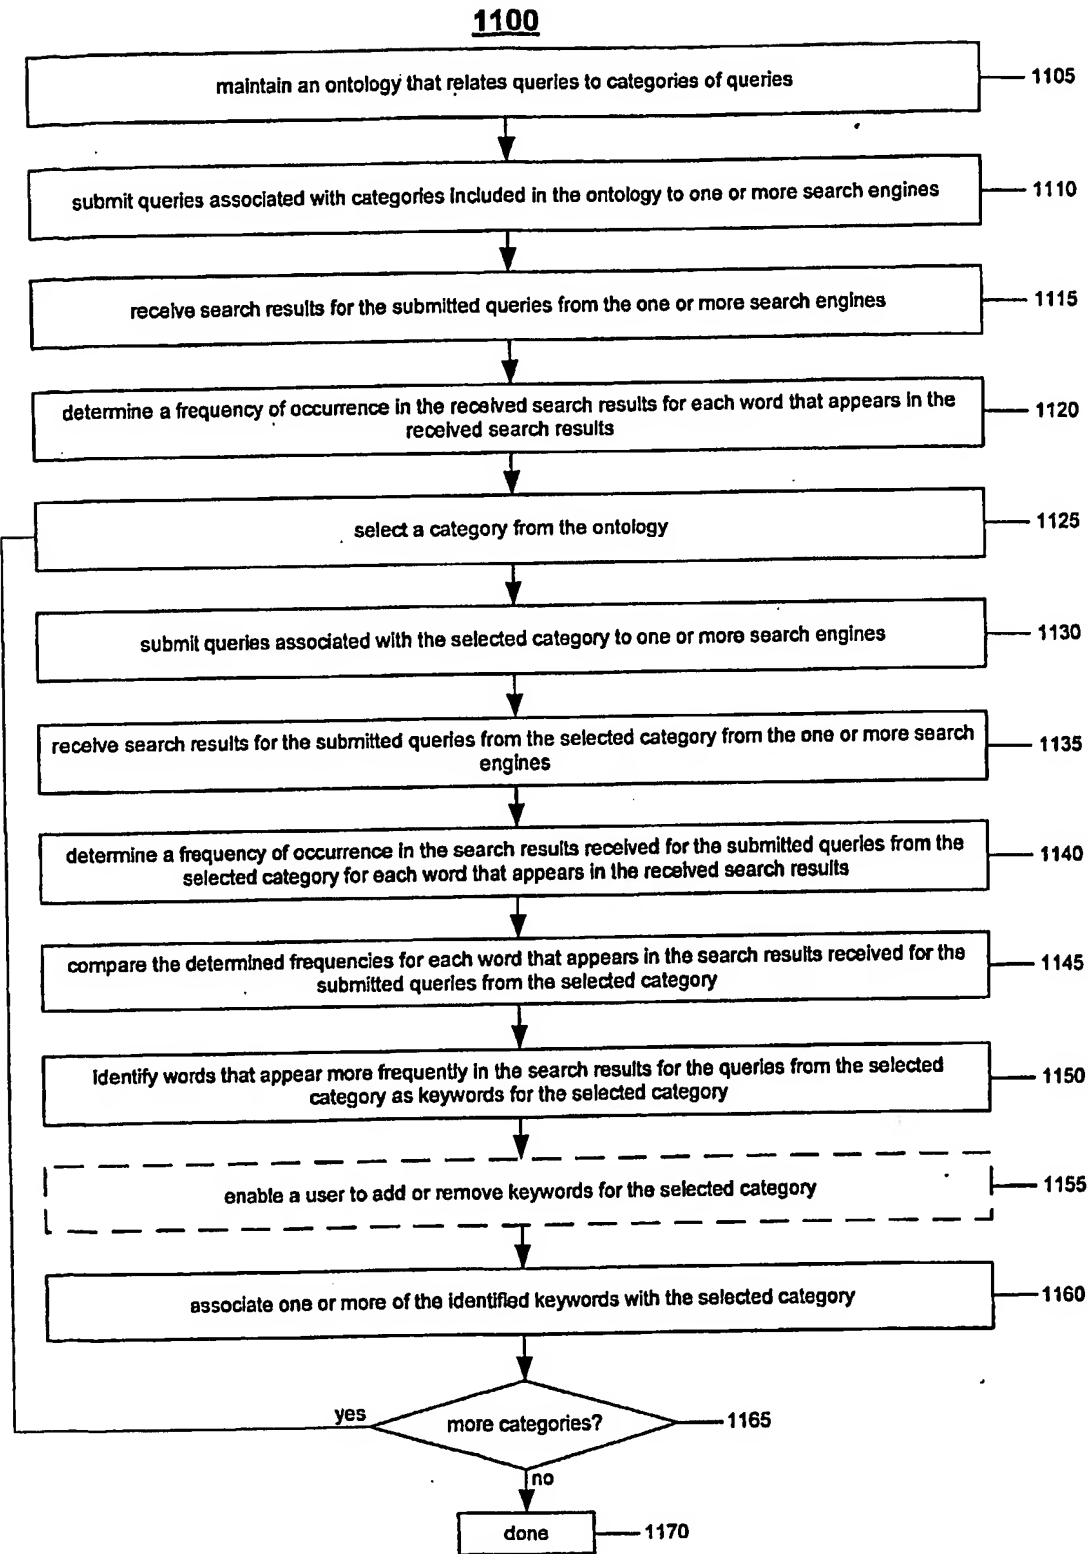 1100
maintain an ontology that relates queries to categories of queries
1105
submit queries associated with categories included in the ontology to one or more search engines
1110
receive search results for the submitted queries from the one or more search engines
1115
determine a frequency of occurrence in the received search results for each word that appears in the
received search results
1120
select a category from the ontology
1125
submit queries associated with the selected category to one or more search engines
1130
receive search results for the submitted queries from the selected category from the one or more search
engines
1135
determine a frequency of occurrence in the search results received for the submitted queries from the
selected category for each word that appears in the received search results
1140
compare the determined frequencies for each word that appears in the search results received for the
submitted queries from the selected category
1145
identify words that appear more frequently in the search results for the queries from the selected
category as keywords for the selected category
1150
enable a user to add or remove keywords for the selected category
1155
associate one or more of the identified keywords with the selected category
1160
yes
more categories?
1165
no
done
1170